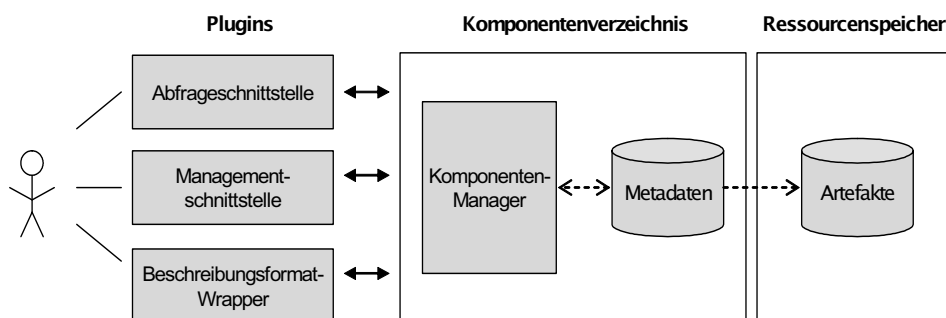 Plugins
Komponentenverzeichnis
Ressourcenspeicher
Abfrageschnittstelle
Management-
schnittstelle
Beschreibungsformat-
Wrapper
Komponenten-
Manager
Metadaten
Artefakte